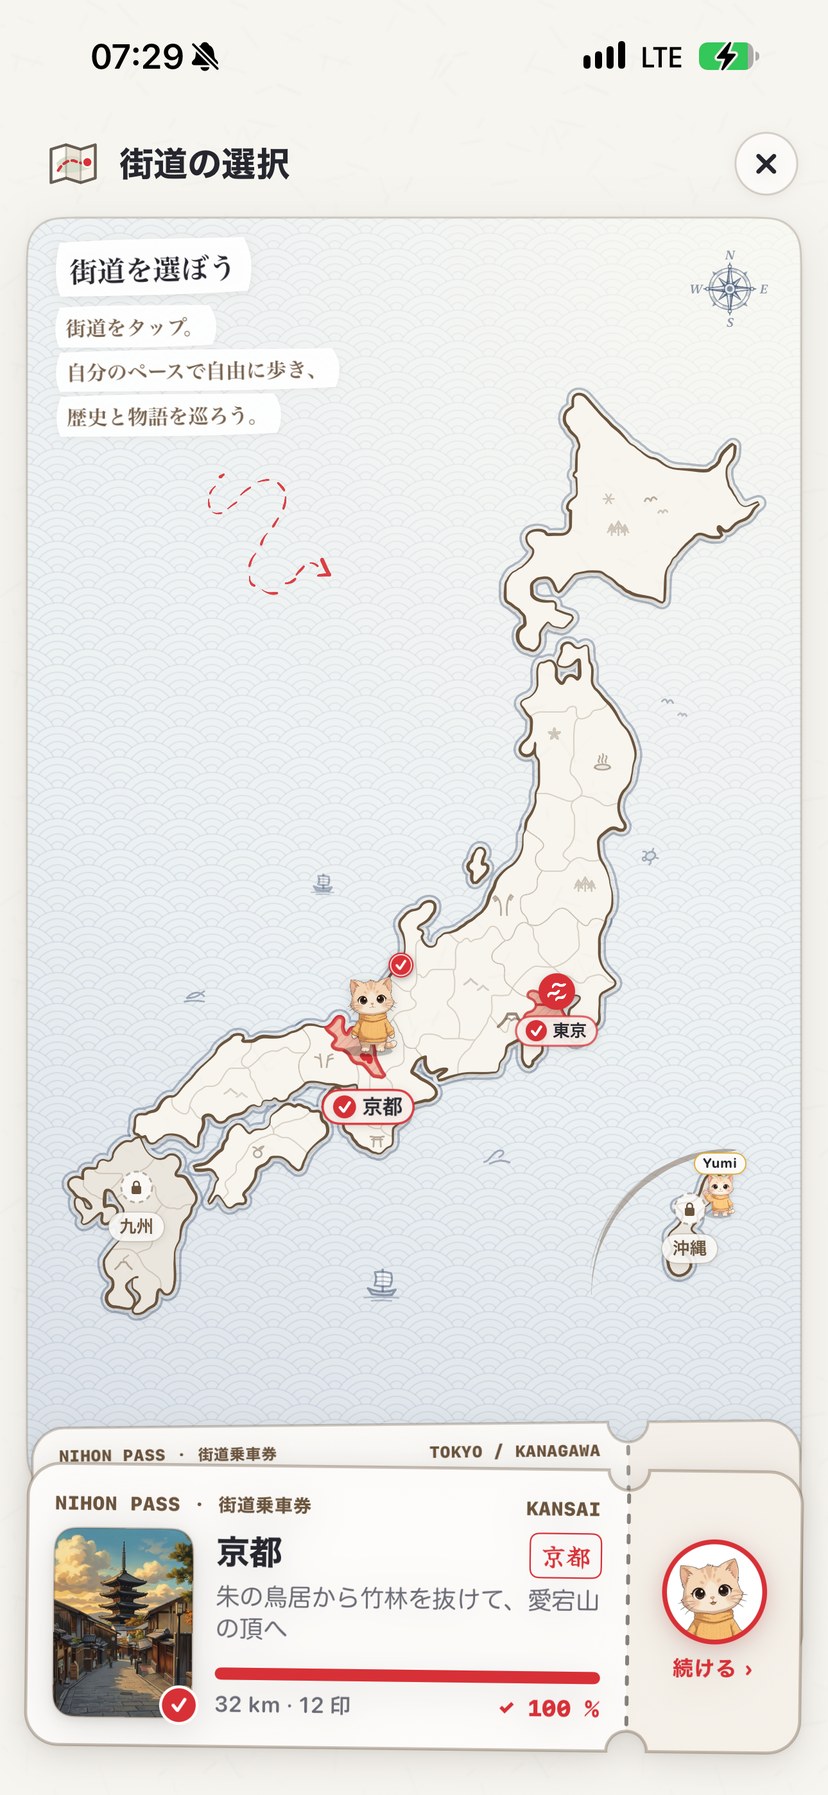 07:29
LTE
街道の選択
街道を選ぼう
街道をタップ。
自分のペースで自由に歩き、
歴史と物語を巡ろう。
N
W
E
S
東京
京都
Yumi
九州
沖縄
NIHON PASS · 街道乗車券
TOKYO / KANAGAWA
NIHON PASS · 街道乗車券
KANSAI
京都
京都
朱の鳥居から竹林を抜けて、愛宕山
の頂へ
32 km · 12 印
100 %
続ける ›